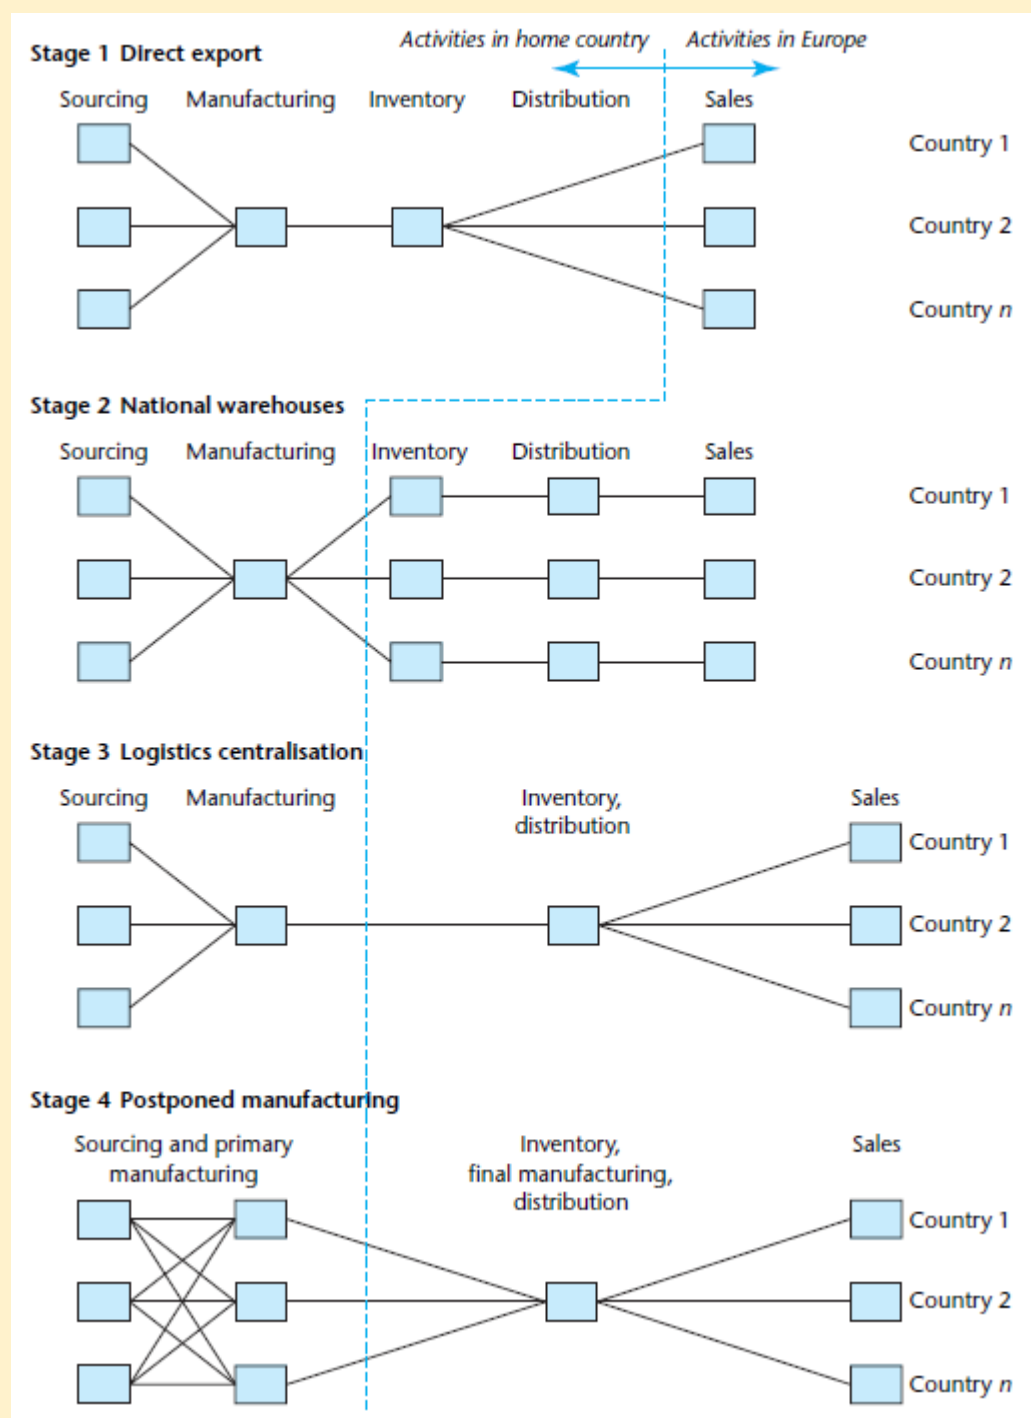 Stage 1 Direct export
Activities in home country
Activities in Europe
Sourcing Manufacturing Inventory Distribution Sales
Country 1
Country 2
Country n
Stage 2 National warehouses
Sourcing Manufacturing Inventory Distribution Sales
Country 1
Country 2
Country n
Stage 3 Logistics centralisation
Sourcing Manufacturing Inventory, Sales
distribution
Country 1
Country 2
Country n
Stage 4 Postponed manufacturing
Sourcing and primary Inventory, Sales
manufacturing final manufacturing,
distribution
Country 1
Country 2
Country n